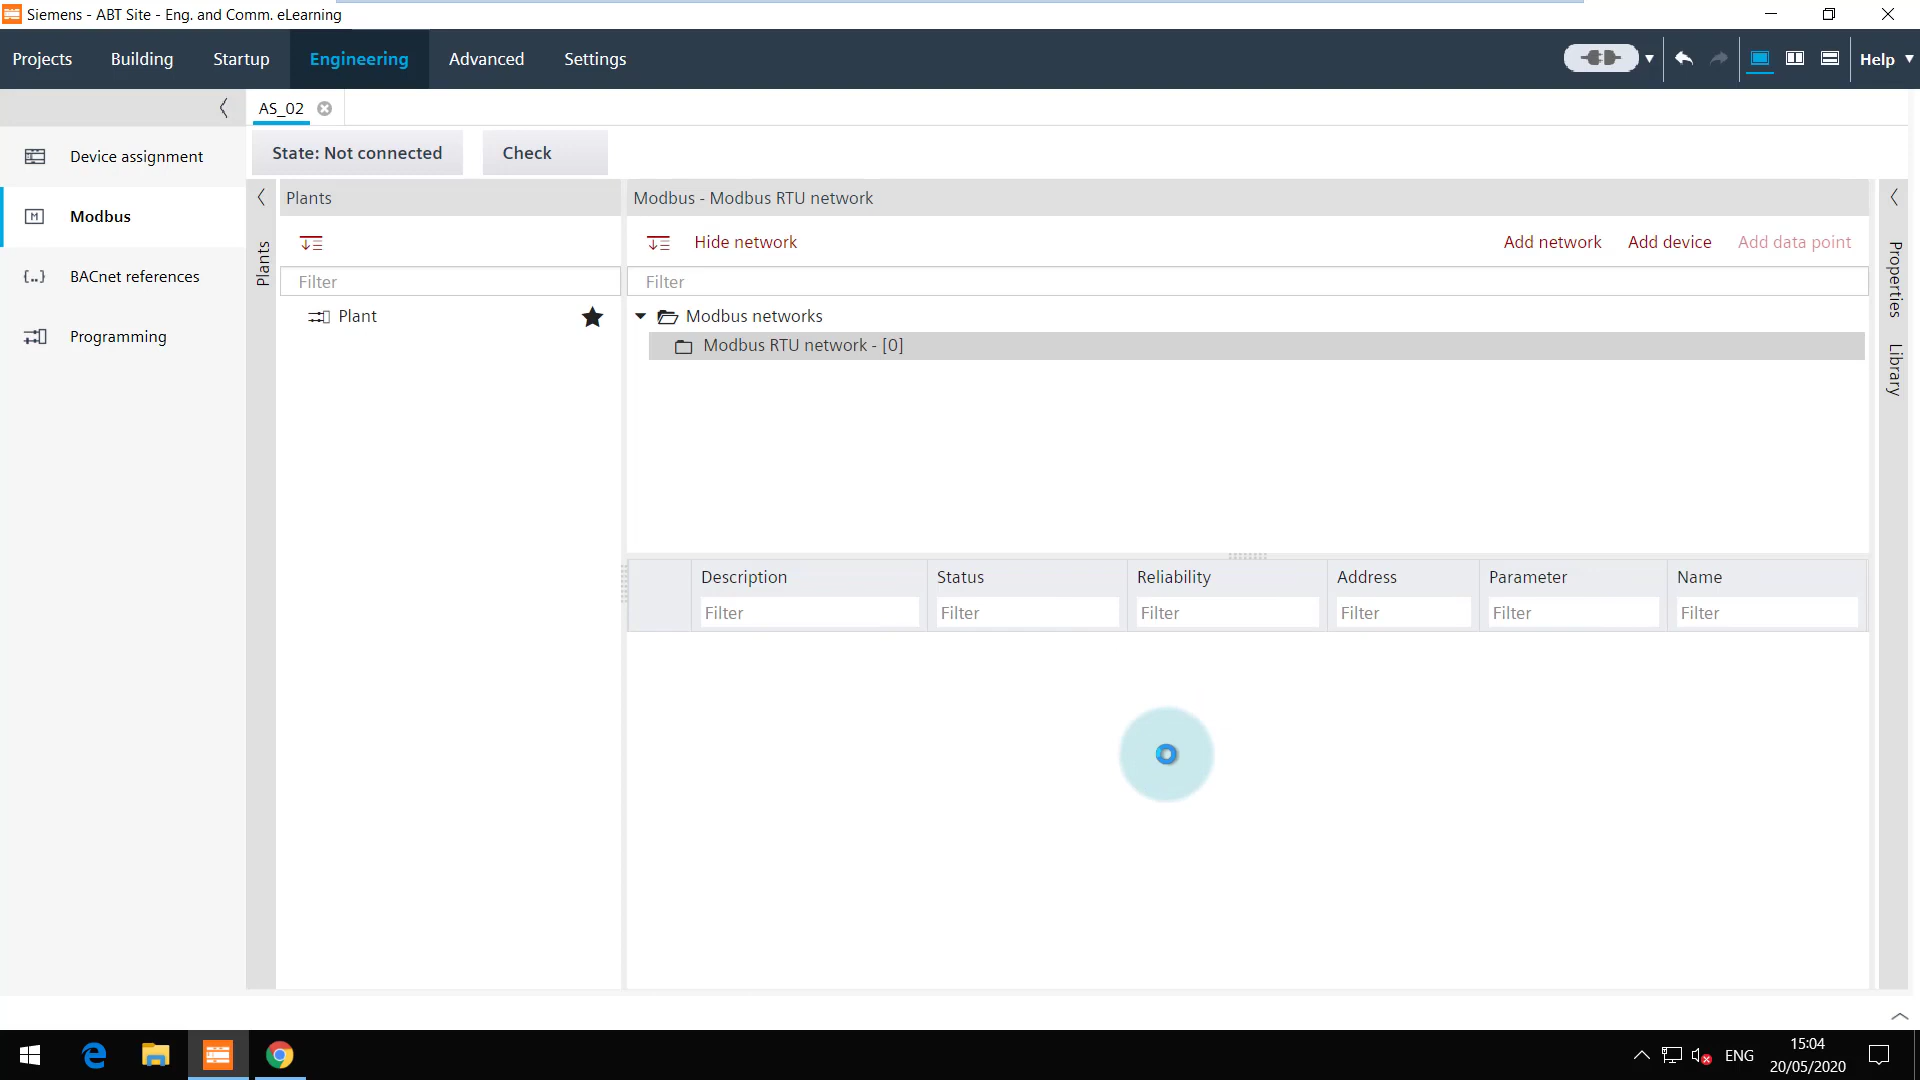 Siemens - ABT Site - Eng. and Comm. eLearning
Projects
Building
Startup
Engineering
Advanced
Settings
Help
AS_02
Device assignment
Modbus
BACnet references
Programming
State: Not connected
Check
Plants
Plants
Filter
Plant
Modbus - Modbus RTU network
Hide network
Add network
Add device
Add data point
Filter
Modbus networks
Modbus RTU network - [0]
Description
Status
Reliability
Address
Parameter
Name
Filter
Filter
Filter
Filter
Filter
Filter
Properties
Library
ENG
15:04
20/05/2020